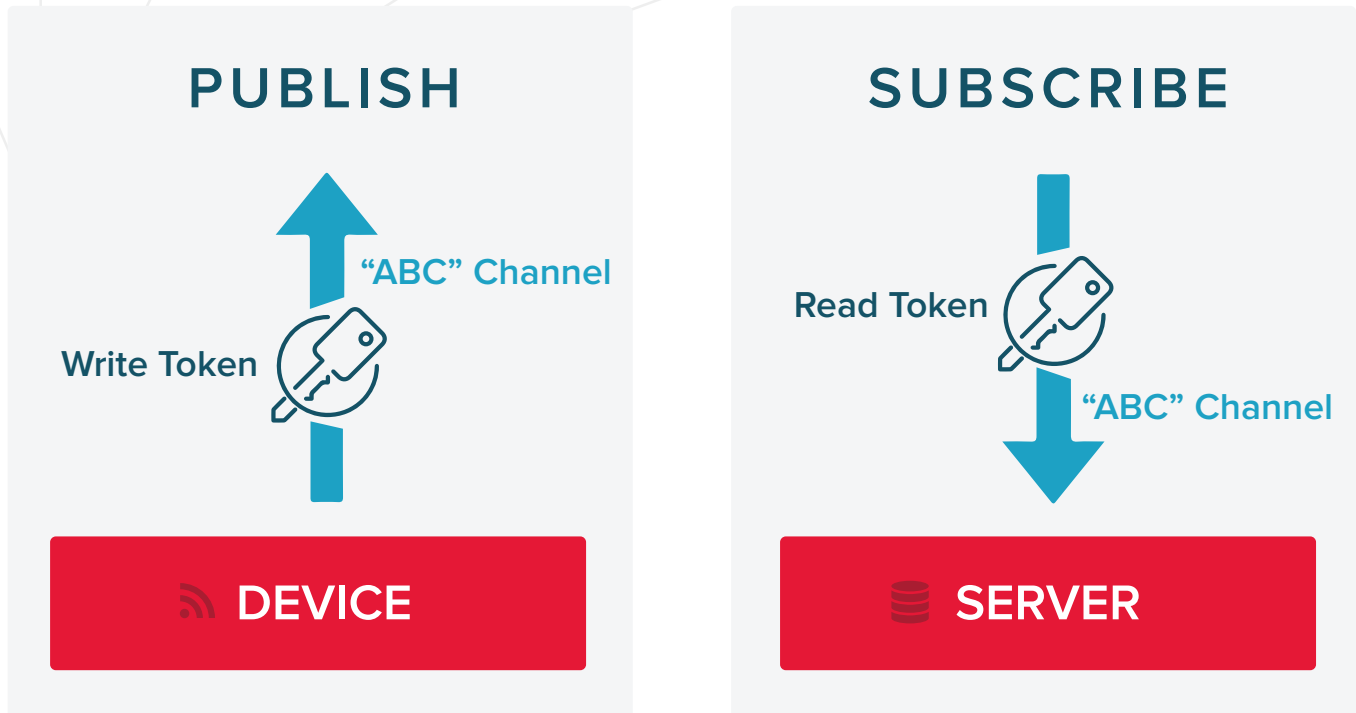 PUBLISH
“ABC” Channel
Write Token
DEVICE
SUBSCRIBE
Read Token
“ABC” Channel
SERVER